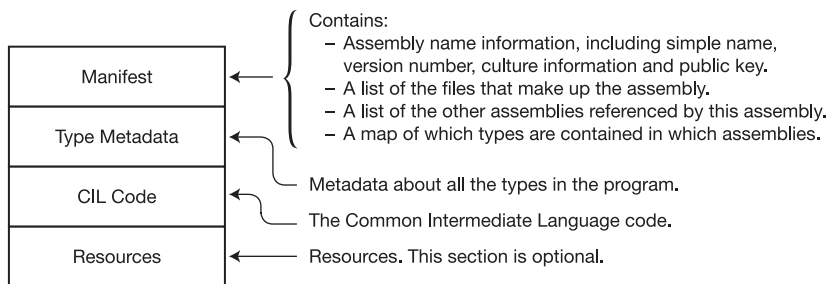 Contains:
– Assembly name information, including simple name,
version number, culture information and public key.
– A list of the files that make up the assembly.
– A list of the other assemblies referenced by this assembly.
– A map of which types are contained in which assemblies.
Manifest
Type Metadata
Metadata about all the types in the program.
CIL Code
The Common Intermediate Language code.
Resources
Resources. This section is optional.